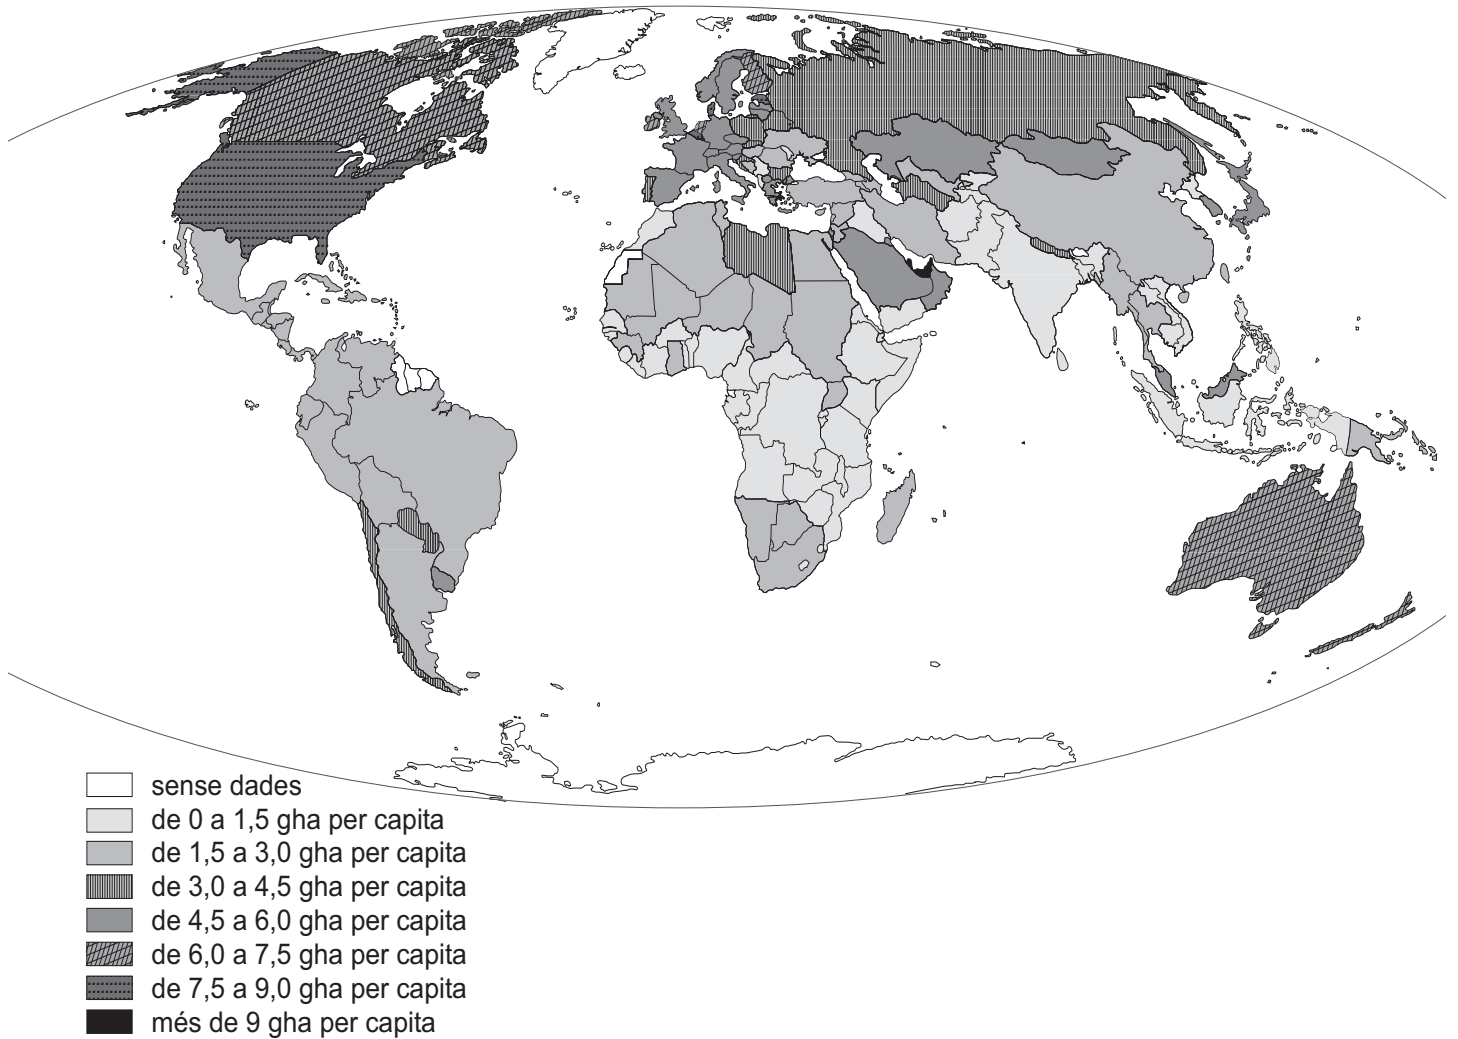 sense dades
de 0 a 1,5 gha per capita
de 1,5 a 3,0 gha per capita
de 3,0 a 4,5 gha per capita
de 4,5 a 6,0 gha per capita
de 6,0 a 7,5 gha per capita
de 7,5 a 9,0 gha per capita
més de 9 gha per capita